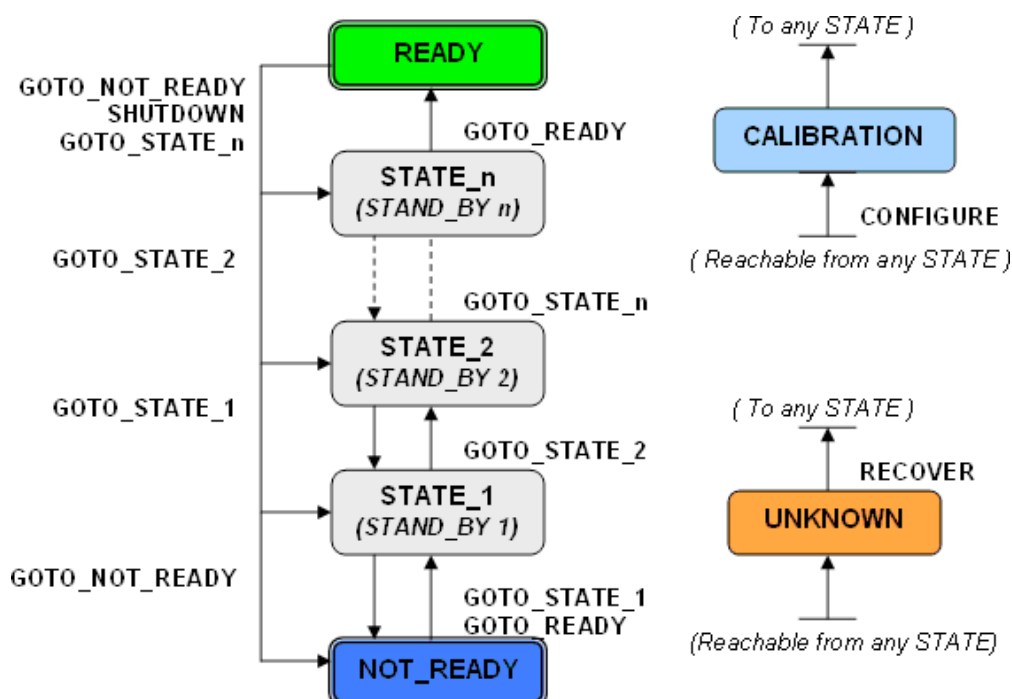 READY
GOTO_NOT_READY
SHUTDOWN
GOTO_STATE_n
GOTO_READY
STATE_n
(STAND_BY n)
GOTO_STATE_2
GOTO_STATE_n
STATE_2
(STAND_BY 2)
GOTO_STATE_1
GOTO_STATE_2
STATE_1
(STAND_BY 1)
GOTO_NOT_READY
GOTO_STATE_1
GOTO_READY
NOT_READY
( To any STATE )
CALIBRATION
CONFIGURE
( Reachable from any STATE )
( To any STATE )
RECOVER
UNKNOWN
(Reachable from any STATE)